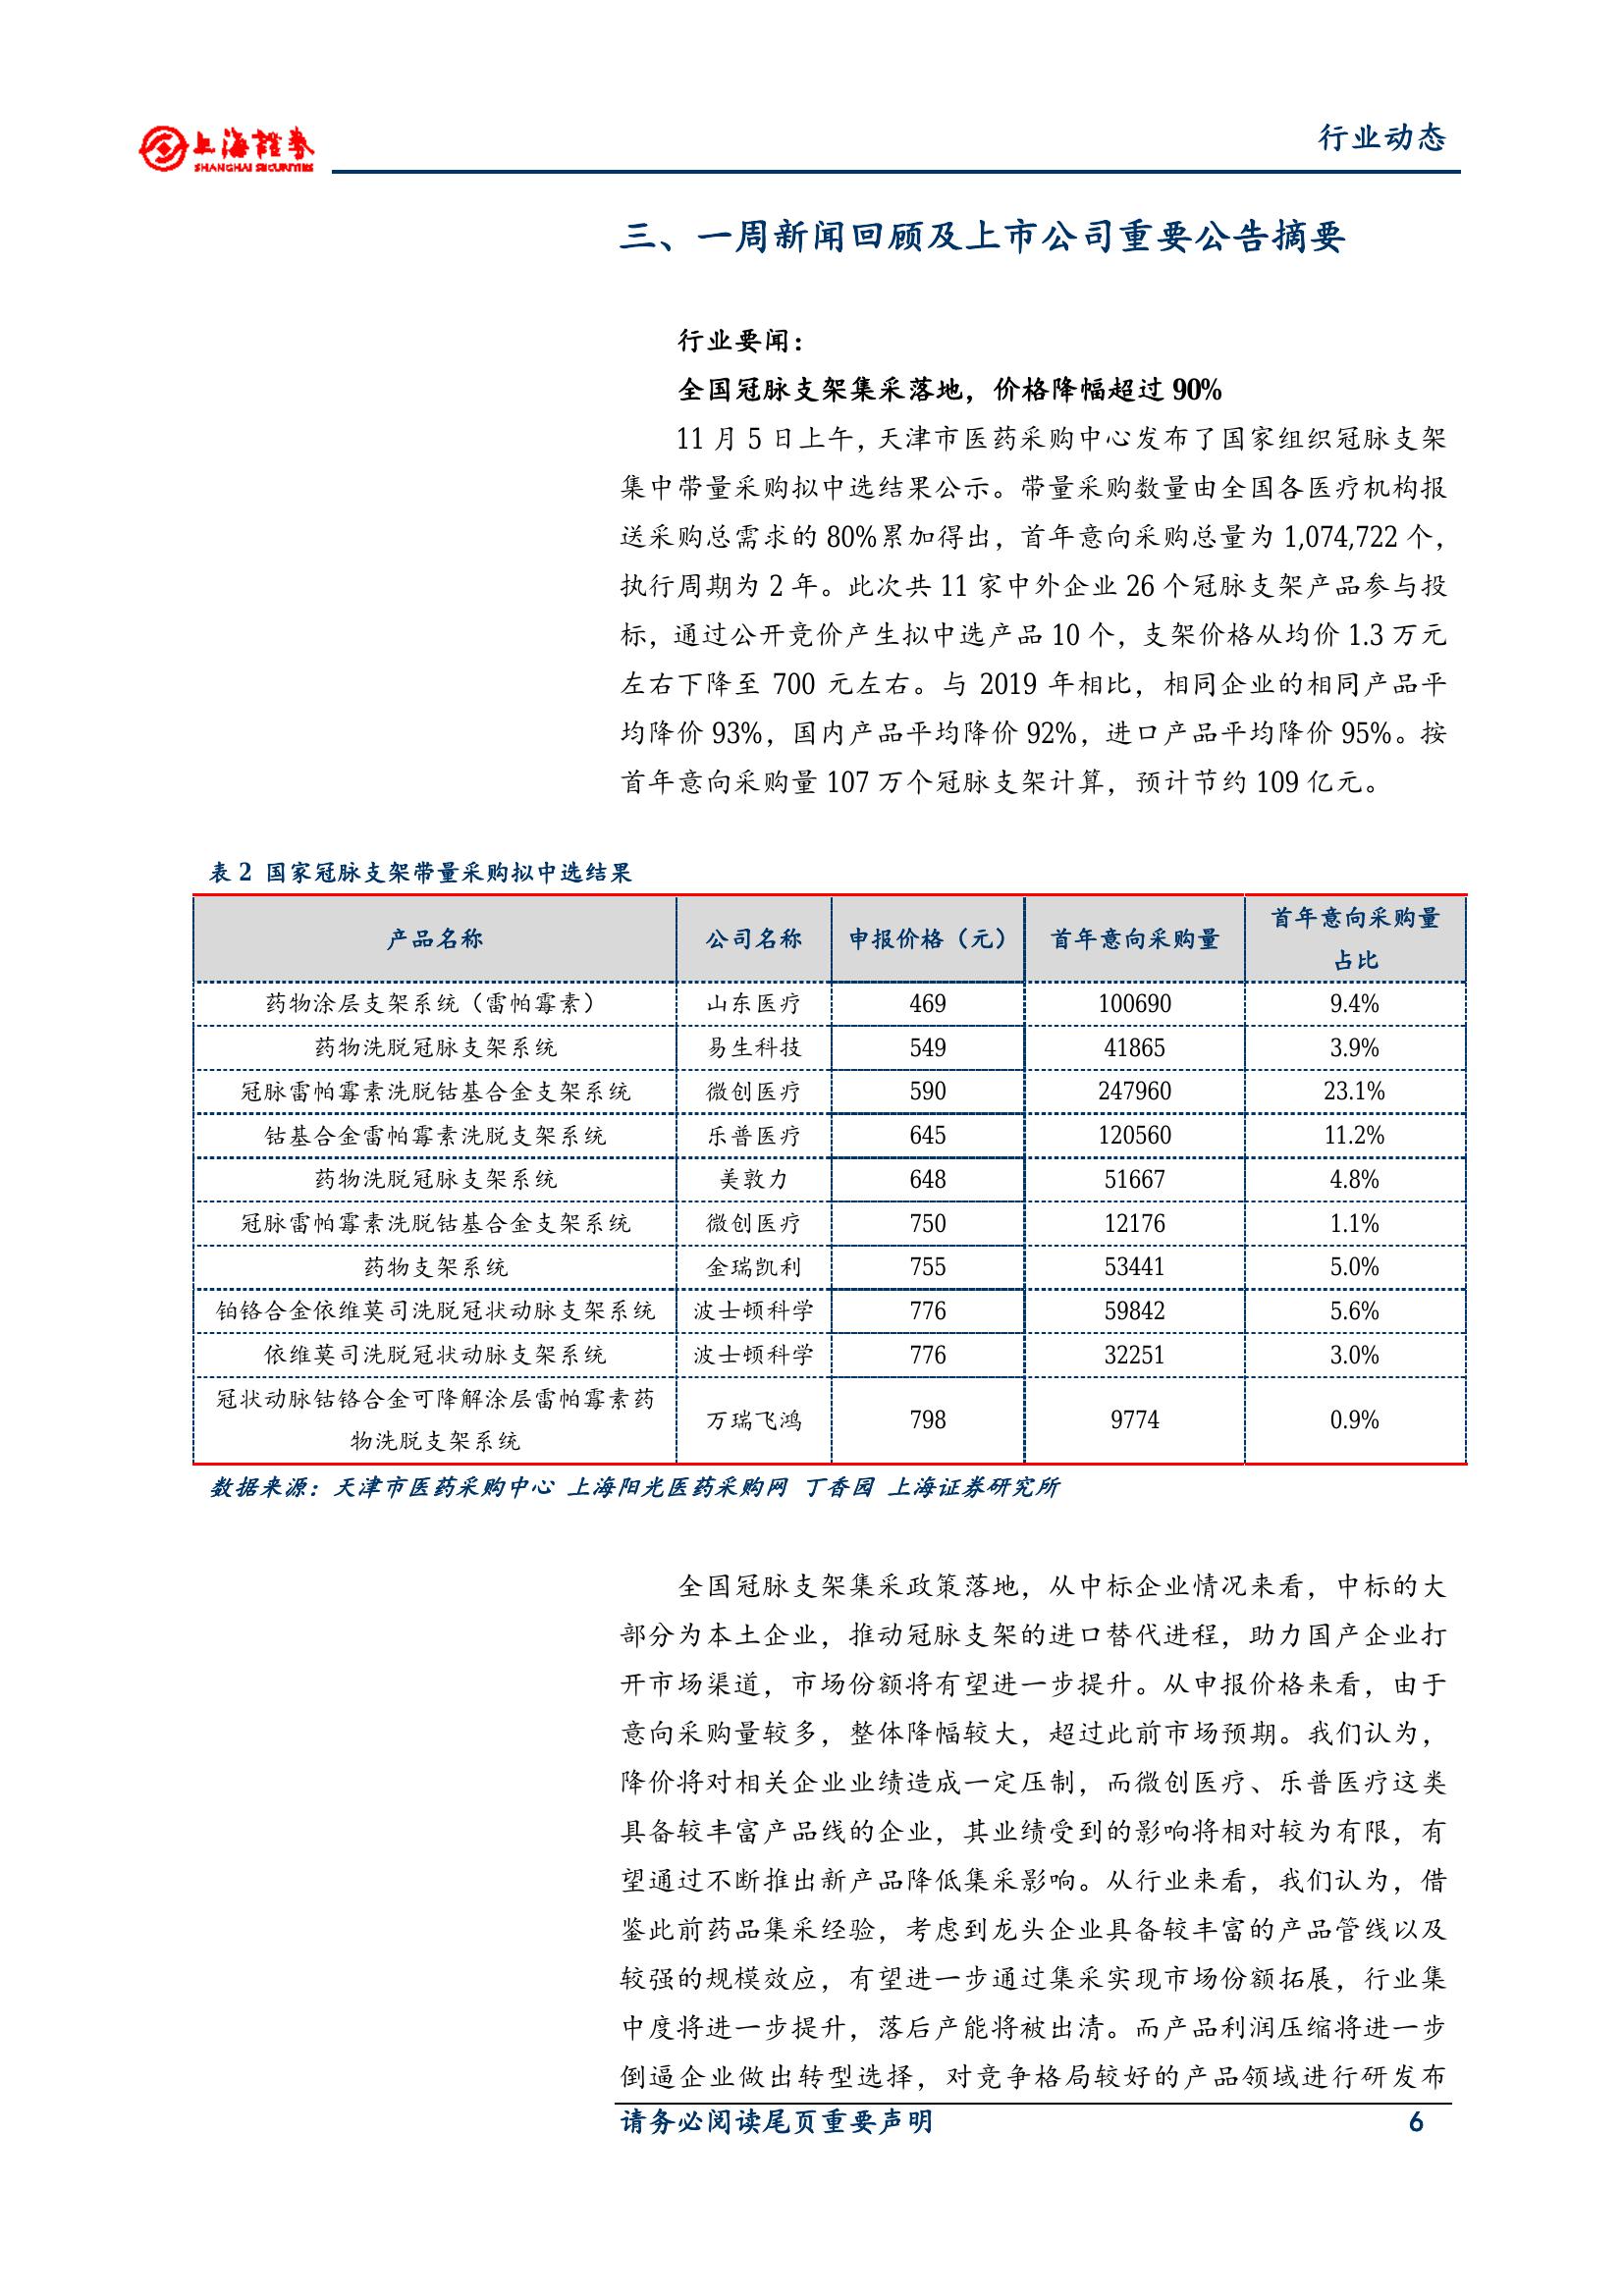 上海證券
SHANGHAI SECURITIES
行业动态
三、一周新闻回顾及上市公司重要公告摘要
行业要闻：
全国冠脉支架集采落地，价格降幅超过 90%
11 月 5 日上午，天津市医药采购中心发布了国家组织冠脉支架
集中带量采购拟中选结果公示。带量采购数量由全国各医疗机构报
送采购总需求的 80%累加得出，首年意向采购总量为 1,074,722 个，
执行周期为 2 年。此次共 11 家中外企业 26 个冠脉支架产品参与投
标，通过公开竞价产生拟中选产品 10 个，支架价格从均价 1.3 万元
左右下降至 700 元左右。与 2019 年相比，相同企业的相同产品平
均降价 93%，国内产品平均降价 92%，进口产品平均降价 95%。按
首年意向采购量 107 万个冠脉支架计算，预计节约 109 亿元。
表 2 国家冠脉支架带量采购拟中选结果
产品名称 公司名称 申报价格（元） 首年意向采购量 首年意向采购量
占比
药物涂层支架系统（雷帕霉素） 山东医疗 469 100690 9.4%
药物洗脱冠脉支架系统 易生科技 549 41865 3.9%
冠脉雷帕霉素洗脱钴基合金支架系统 微创医疗 590 247960 23.1%
钴基合金雷帕霉素洗脱支架系统 乐普医疗 645 120560 11.2%
药物洗脱冠脉支架系统 美敦力 648 51667 4.8%
冠脉雷帕霉素洗脱钴基合金支架系统 微创医疗 750 12176 1.1%
药物支架系统 金瑞凯利 755 53441 5.0%
铂铬合金依维莫司洗脱冠状动脉支架系统 波士顿科学 776 59842 5.6%
依维莫司洗脱冠状动脉支架系统 波士顿科学 776 32251 3.0%
冠状动脉钴铬合金可降解涂层雷帕霉素药
物洗脱支架系统 万瑞飞鸿 798 9774 0.9%
数据来源：天津市医药采购中心 上海阳光医药采购网 丁香园 上海证券研究所
全国冠脉支架集采政策落地，从中标企业情况来看，中标的大
部分为本土企业，推动冠脉支架的进口替代进程，助力国产企业打
开市场渠道，市场份额将有望进一步提升。从申报价格来看，由于
意向采购量较多，整体降幅较大，超过此前市场预期。我们认为，
降价将对相关企业业绩造成一定压制，而微创医疗、乐普医疗这类
具备较丰富产品线的企业，其业绩受到的影响将相对较为有限，有
望通过不断推出新产品降低集采影响。从行业来看，我们认为，借
鉴此前药品集采经验，考虑到龙头企业具备较丰富的产品管线以及
较强的规模效应，有望进一步通过集采实现市场份额拓展，行业集
中度将进一步提升，落后产能将被出清。而产品利润压缩将进一步
倒逼企业做出转型选择，对竞争格局较好的产品领域进行研发布
请务必阅读尾页重要声明 6